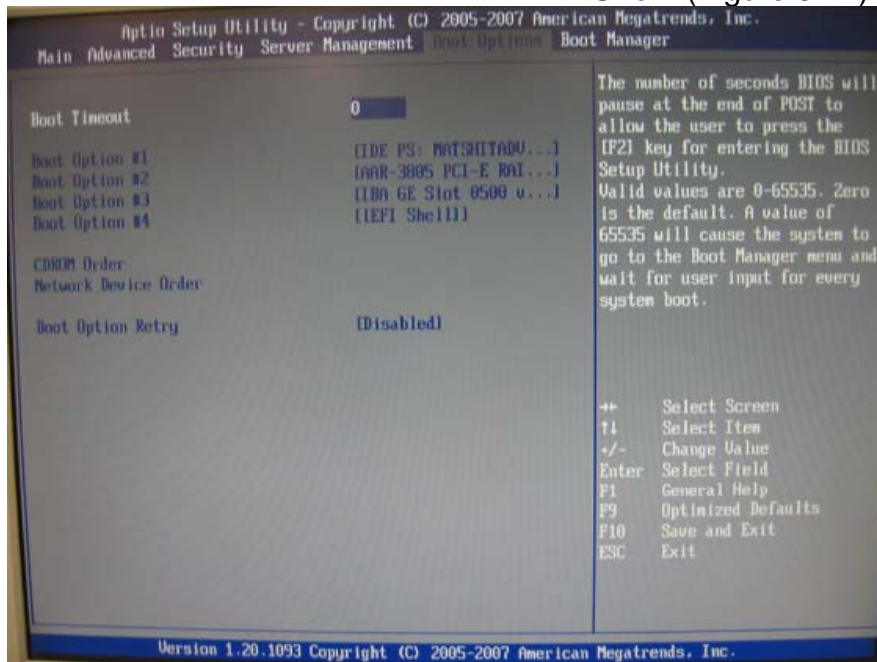 Aptio Setup Utility - Copyright (C) 2005-2007 American Megatrends, Inc.
Main Advanced Security Server Management Boot Options Boot Manager
Boot Timeout 0
Boot Option #1 [IDE PS: MATSHITADV...]
Boot Option #2 [AAR-3805 PCI-E RAI...]
Boot Option #3 [IBA GE Slot 0500 v...]
Boot Option #4 [[EFI Shell]]
CDROM Order
Network Device Order
Boot Option Retry [Disabled]
The number of seconds BIOS will
pause at the end of POST to
allow the user to press the
[F2] key for entering the BIOS
Setup Utility.
Valid values are 0-65535. Zero
is the default. A value of
65535 will cause the system to
go to the Boot Manager menu and
wait for user input for every
system boot.
→← Select Screen
↑↓ Select Item
+/- Change Value
Enter Select Field
F1 General Help
F9 Optimized Defaults
F10 Save and Exit
ESC Exit
Version 1.20.1093 Copyright (C) 2005-2007 American Megatrends, Inc.